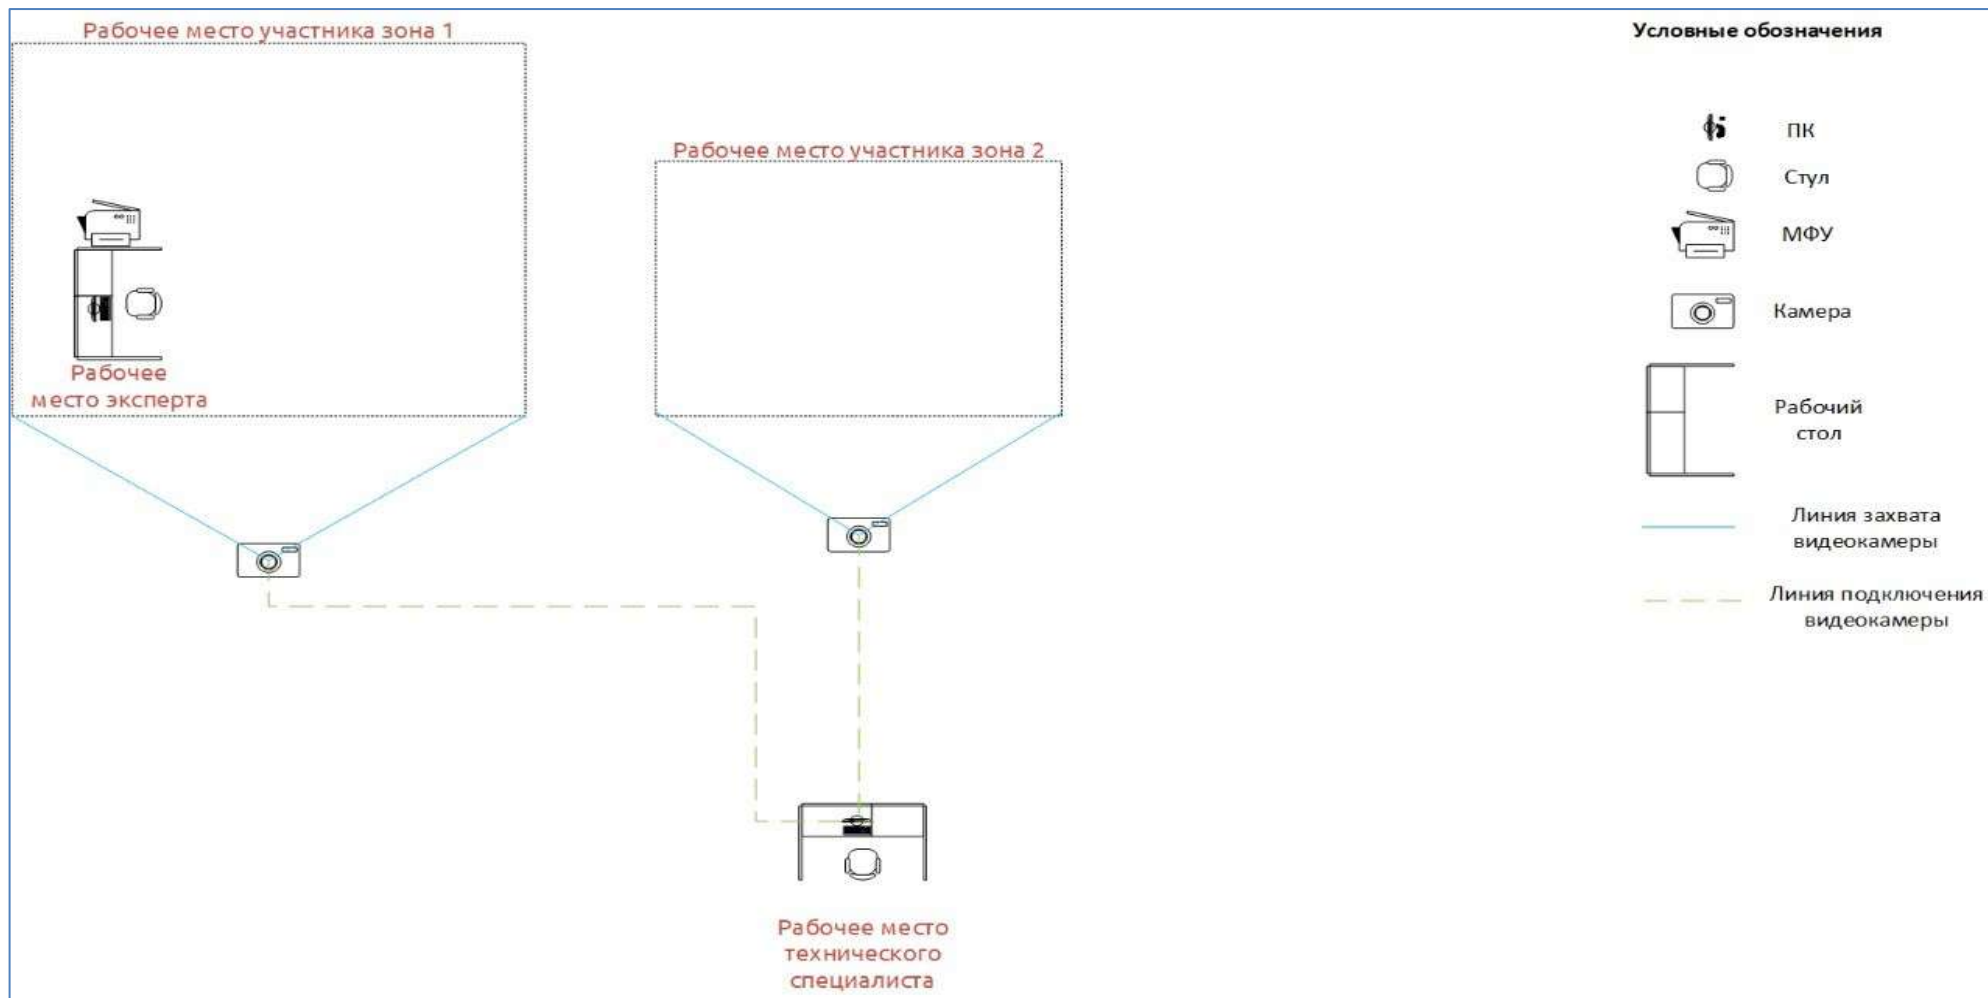 Рабочее место участника зона 1
Рабочее место участника зона 2
Рабочее
место эксперта
Рабочее место
технического
специалиста
Условные обозначения
ПК
Стул
МФУ
Камера
Рабочий
стол
Линия захвата
видеокамеры
Линия подключения
видеокамеры